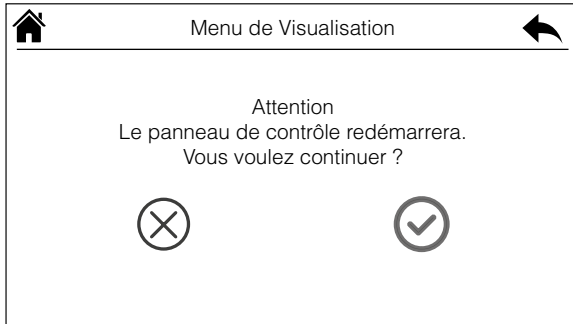 Menu de Visualisation
Attention
Le panneau de contrôle redémarrera.
Vous voulez continuer ?